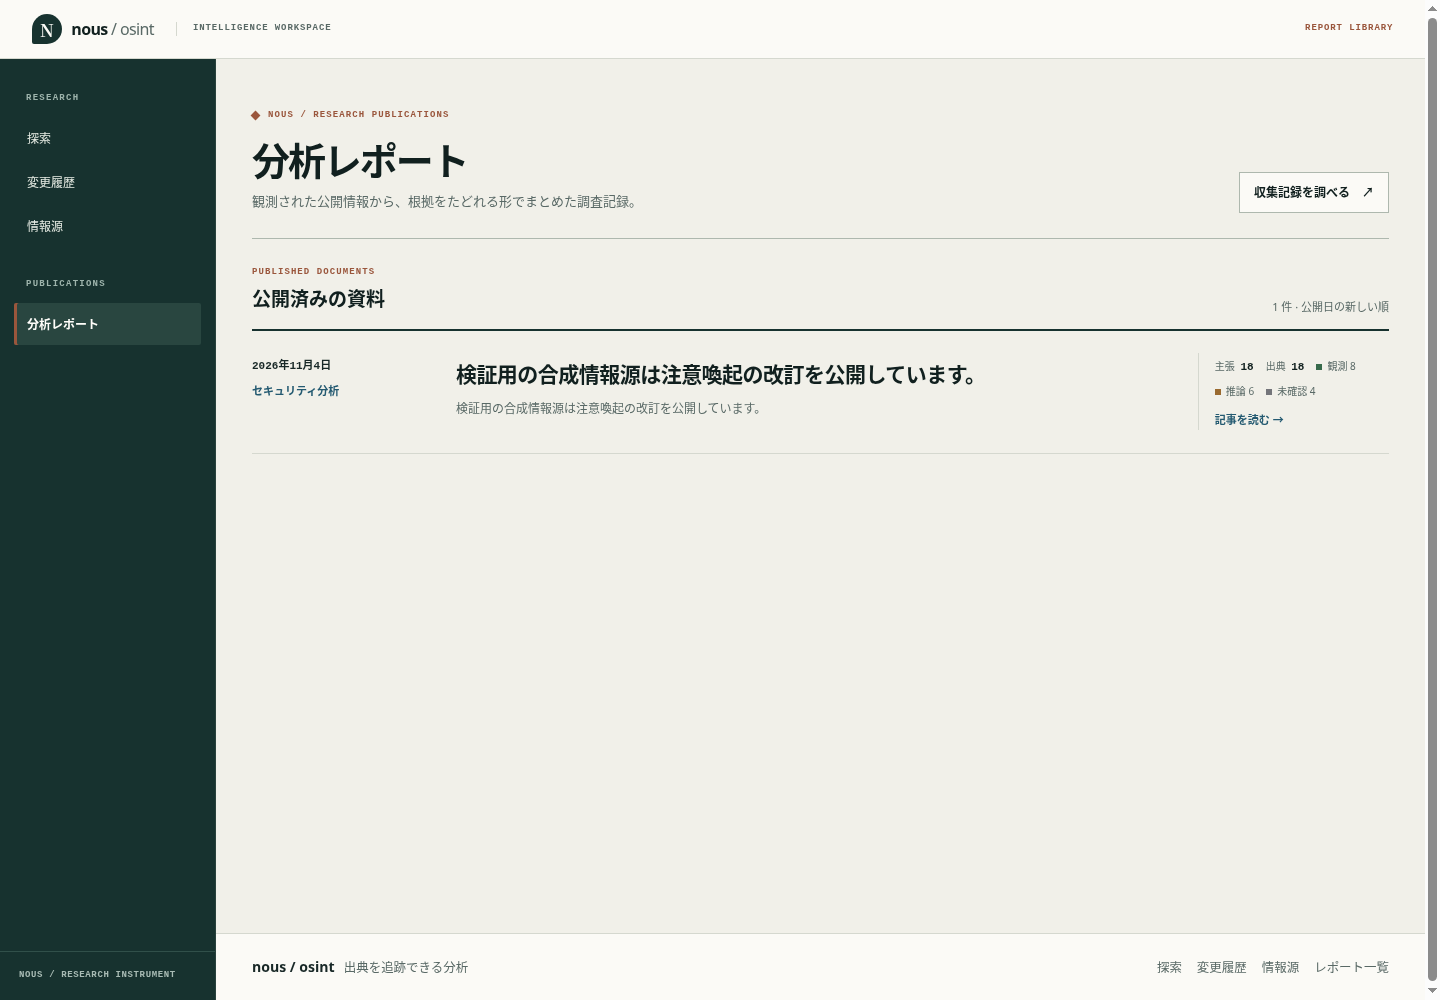 N nous / osint INTELLIGENCE WORKSPACE REPORT LIBRARY
RESEARCH
探索
変更履歴
情報源
PUBLICATIONS
分析レポート
NOUS / RESEARCH INSTRUMENT
NOUS / RESEARCH PUBLICATIONS
分析レポート
観測された公開情報から、根拠をたどれる形でまとめた調査記録。
収集記録を調べる ↗
PUBLISHED DOCUMENTS
公開済みの資料
1 件 · 公開日の新しい順
2026年11月4日
セキュリティ分析
検証用の合成情報源は注意喚起の改訂を公開しています。
検証用の合成情報源は注意喚起の改訂を公開しています。
主張 18 出典 18 観測 8
推論 6 未確認 4
記事を読む →
nous / osint 出典を追跡できる分析
探索 変更履歴 情報源 レポート一覧